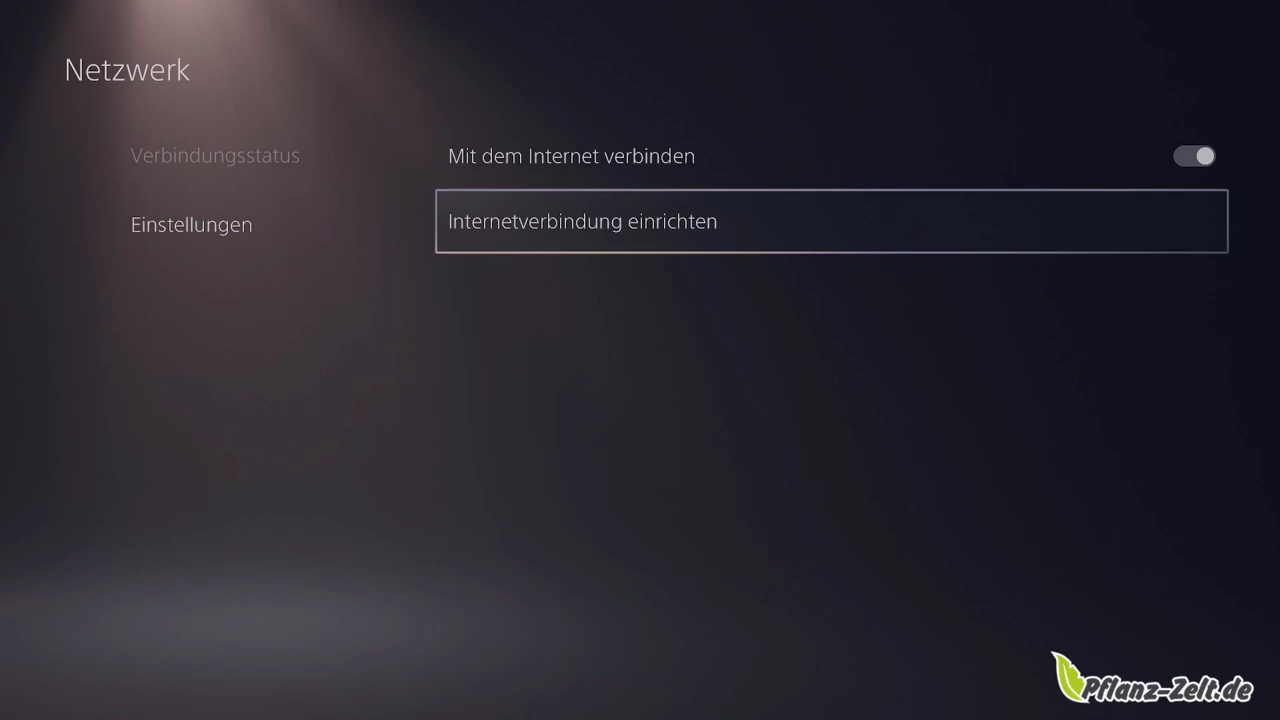 Netzwerk
Verbindungsstatus
Mit dem Internet verbinden
Einstellungen
Internetverbindung einrichten
Pflanz-Zelt.de